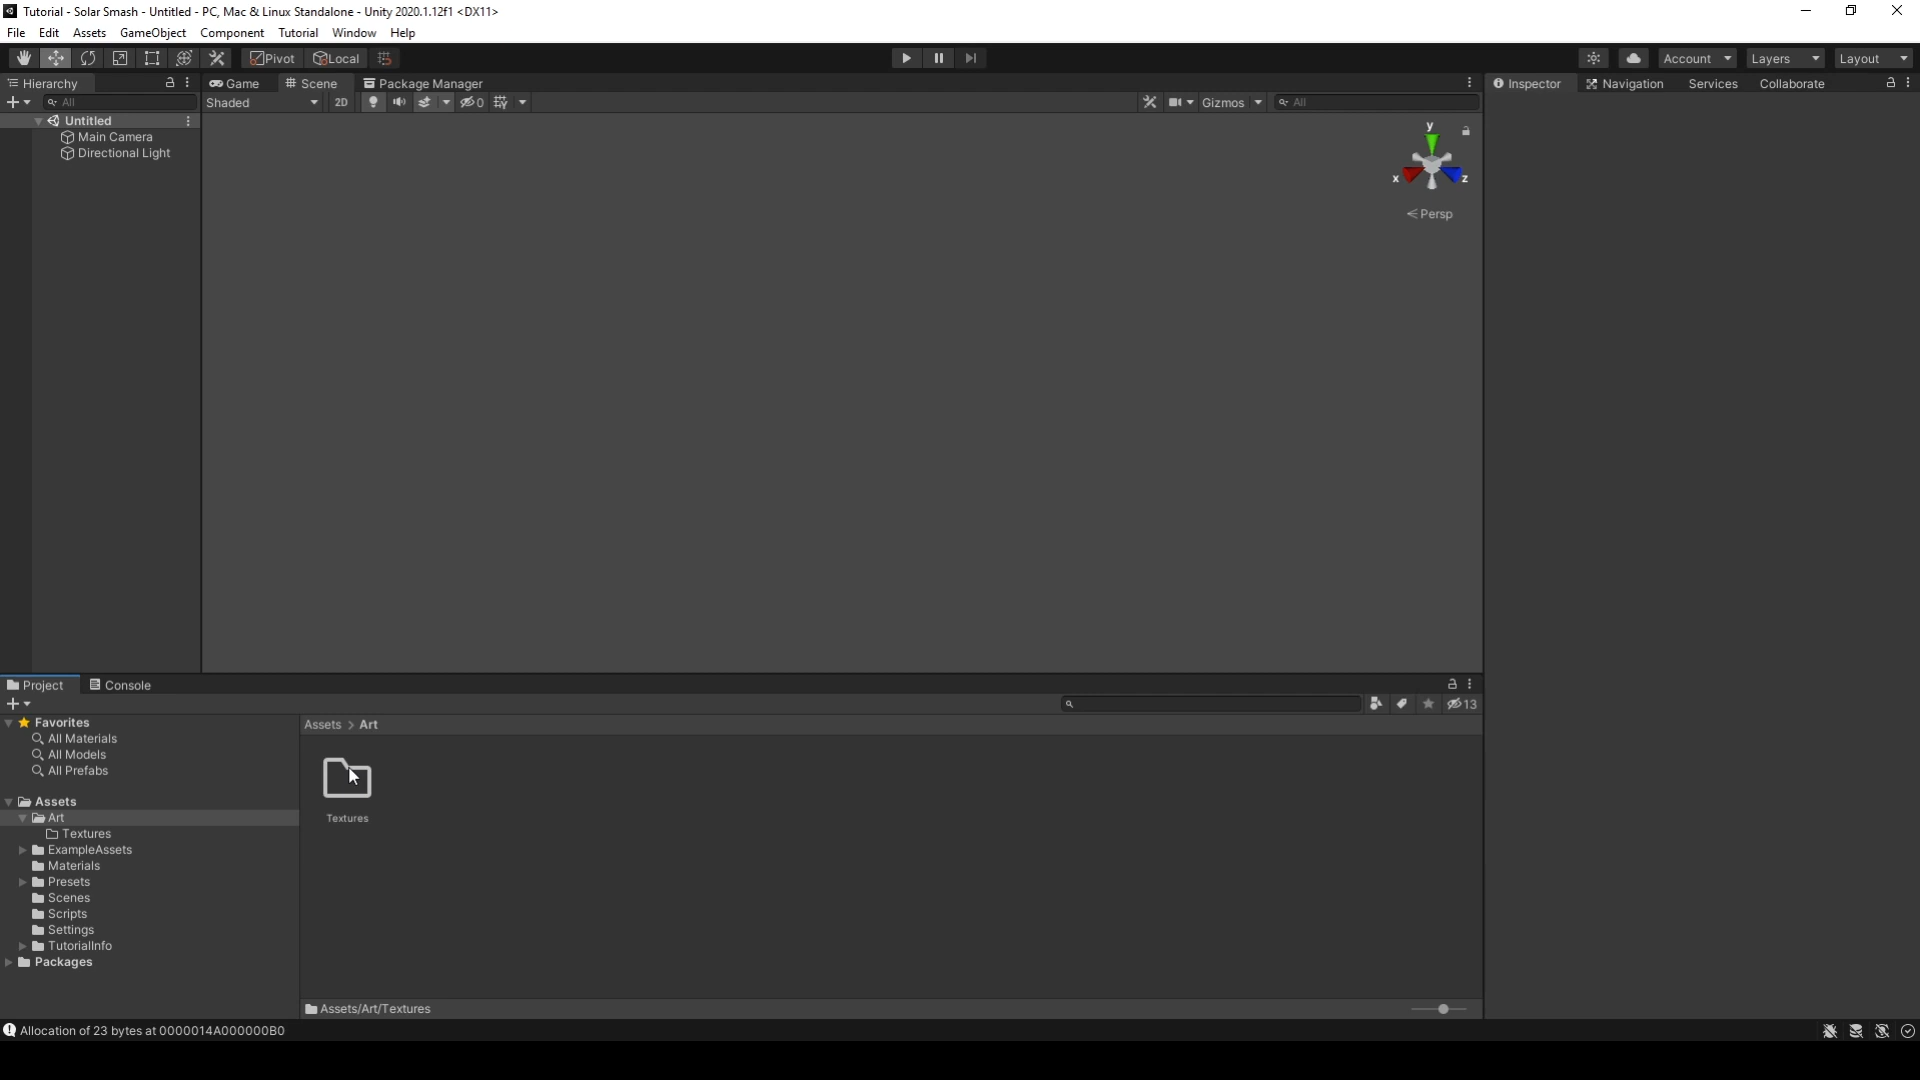 Tutorial - Solar Smash - Untitled - PC, Mac & Linux Standalone - Unity 2020.1.12f1 <DX11>
File Edit Assets GameObject Component Tutorial Window Help
Pivot Local Account Layers Layout
Hierarchy Game Scene Package Manager Inspector Navigation Services Collaborate
All Shaded 2D 0 Gizmos All
Untitled
Main Camera
Directional Light
y
x z
Persp
Project Console
13
Favorites
All Materials
All Models
All Prefabs
Assets
Art
Textures
ExampleAssets
Materials
Presets
Scenes
Scripts
Settings
TutorialInfo
Packages
Assets > Art
Textures
Assets/Art/Textures
Allocation of 23 bytes at 0000014A000000B0